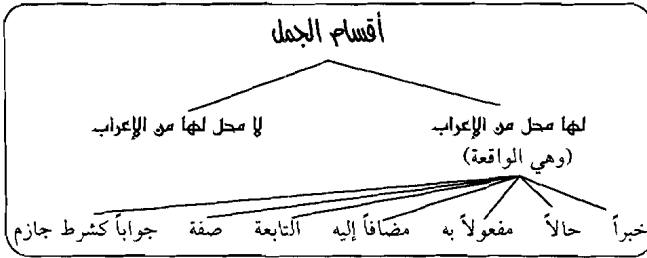 أقسام الجمل
لها محل من الإعراب لا محل لها من الإعراب
(وهي الواقعة)
خبراً حالاً مفعولاً به مضافاً إليه التابعة صفة جواباً كشرط جازم